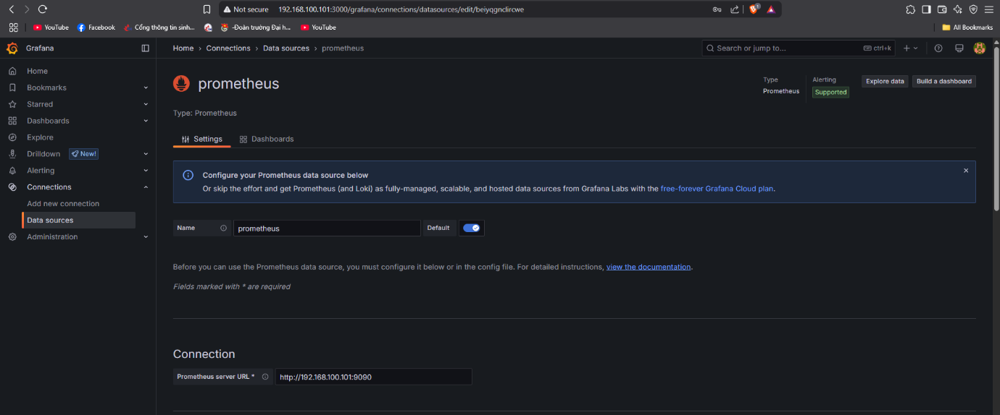 Not secure 192.168.100.101:3000/grafana/connections/datasources/edit/beiyqgnclircwe 1
YouTube Facebook Cổng thông tin sinh... -Đoàn trường Đại h... YouTube All Bookmarks
Grafana Home › Connections › Data sources › prometheus Search or jump to... ctrl+k
Home
Bookmarks
Starred
Dashboards
Explore
Drilldown New!
Alerting
Connections
Add new connection
Data sources
Administration
prometheus
Type
Prometheus
Alerting
Supported
Explore data
Build a dashboard
Type: Prometheus
Settings Dashboards
Configure your Prometheus data source below
Or skip the effort and get Prometheus (and Loki) as fully-managed, scalable, and hosted data sources from Grafana Labs with the free-forever Grafana Cloud plan.
Name prometheus Default
Before you can use the Prometheus data source, you must configure it below or in the config file. For detailed instructions, view the documentation.
Fields marked with * are required
Connection
Prometheus server URL * http://192.168.100.101:9090